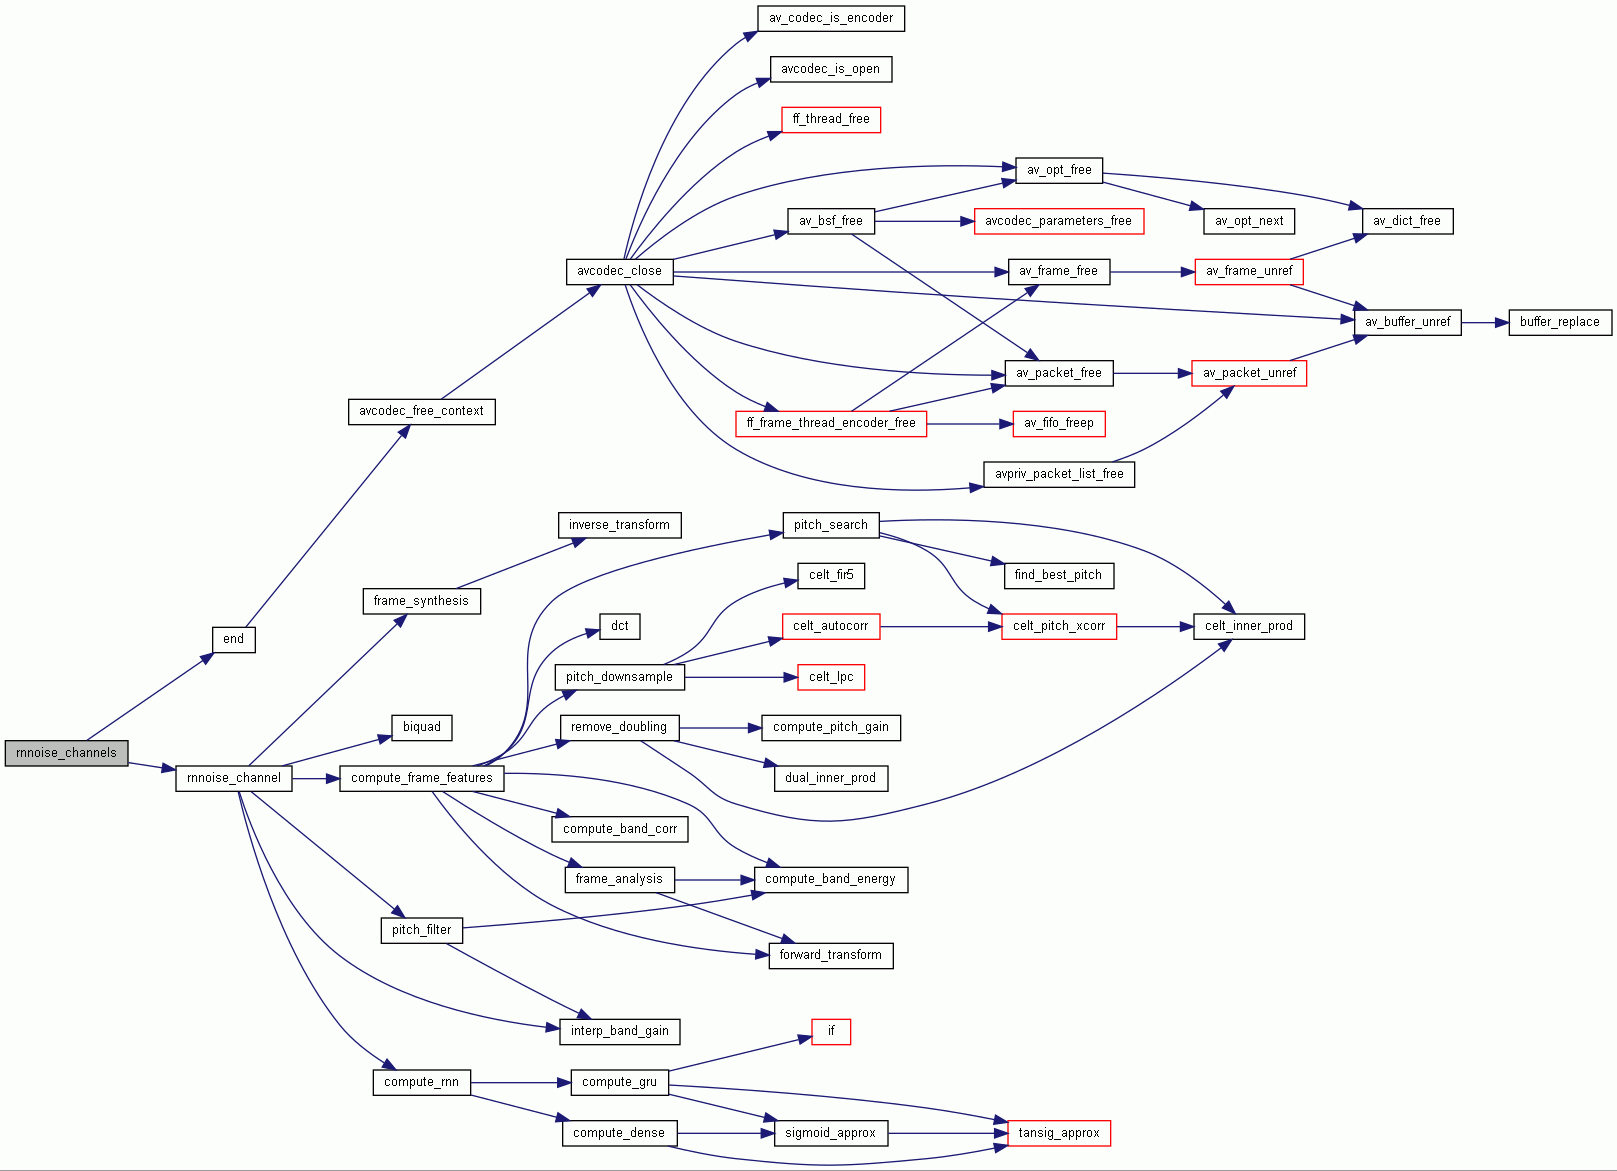 av_codec_is_encoder
avcodec_is_open
ff_thread_free
av_opt_free
av_bsf_free
avcodec_parameters_free
av_opt_next
av_dict_free
avcodec_close
av_frame_free
av_frame_unref
av_buffer_unref
buffer_replace
av_packet_free
av_packet_unref
avcodec_free_context
ff_frame_thread_encoder_free
av_fifo_freep
avpriv_packet_list_free
inverse_transform
pitch_search
celt_fir5
find_best_pitch
frame_synthesis
end
dct
celt_autocorr
celt_pitch_xcorr
celt_inner_prod
pitch_downsample
celt_lpc
biquad
remove_doubling
compute_pitch_gain
rnnoise_channels
rnnoise_channel
compute_frame_features
dual_inner_prod
compute_band_corr
frame_analysis
compute_band_energy
pitch_filter
forward_transform
interp_band_gain
if
compute_rnn
compute_gru
compute_dense
sigmoid_approx
tansig_approx